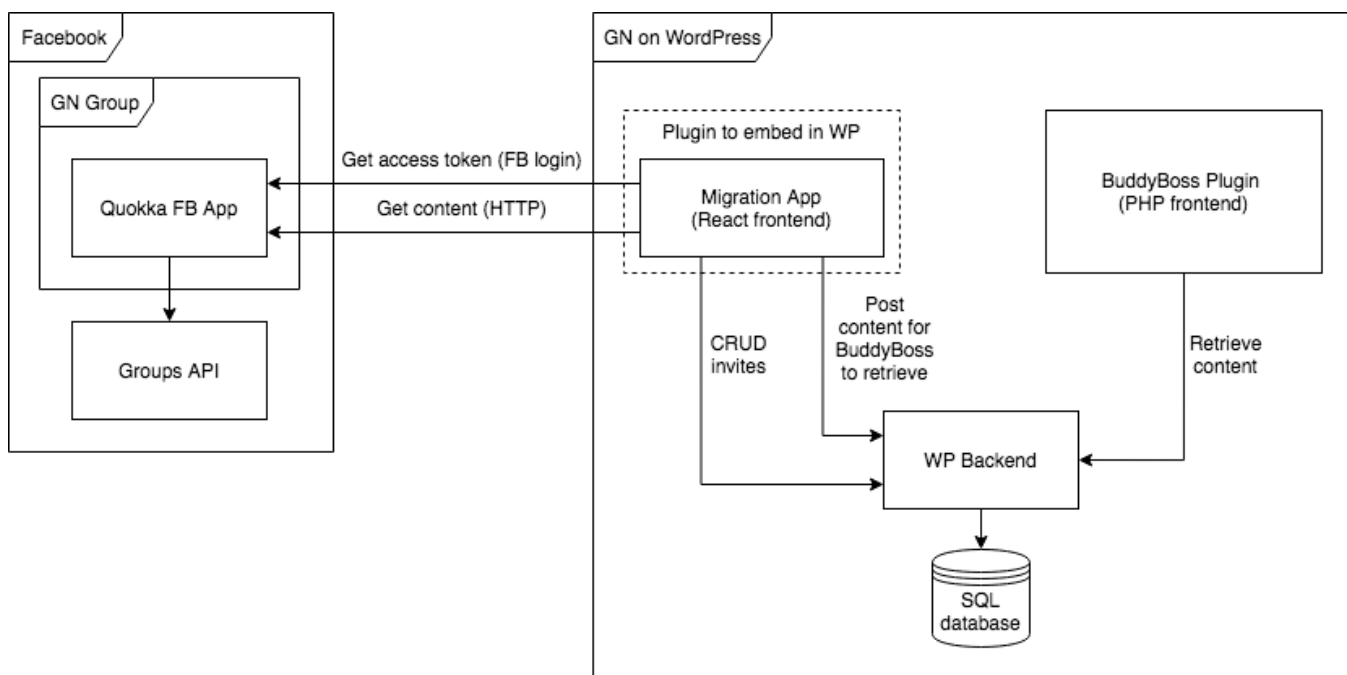 Facebook
GN Group
Quokka FB App
Groups API
Get access token (FB login)
Get content (HTTP)
GN on WordPress
Plugin to embed in WP
Migration App
(React frontend)
BuddyBoss Plugin
(PHP frontend)
CRUD
invites
Post
content for
BuddyBoss
to retrieve
Retrieve
content
WP Backend
SQL
database